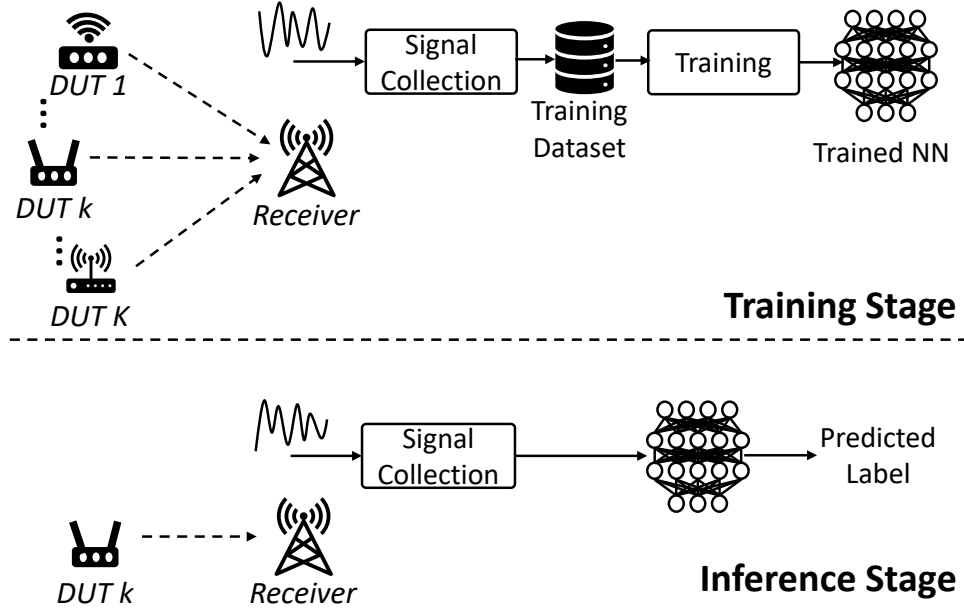 DUT 1
DUT k
DUT K
Receiver
Signal
Collection
Training
Dataset
Training
Trained NN
Training Stage
Signal
Collection
Predicted
Label
DUT k
Receiver
Inference Stage